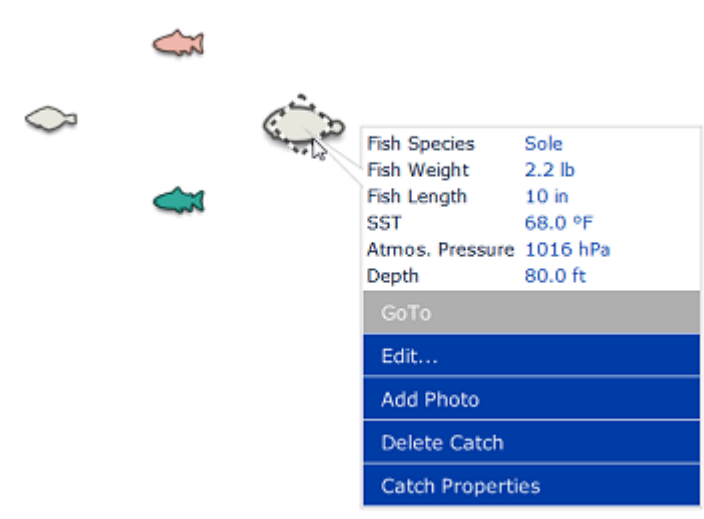 Fish Species Sole
Fish Weight 2.2 lb
Fish Length 10 in
SST 68.0 ºF
Atmos. Pressure 1016 hPa
Depth 80.0 ft
GoTo
Edit...
Add Photo
Delete Catch
Catch Properties